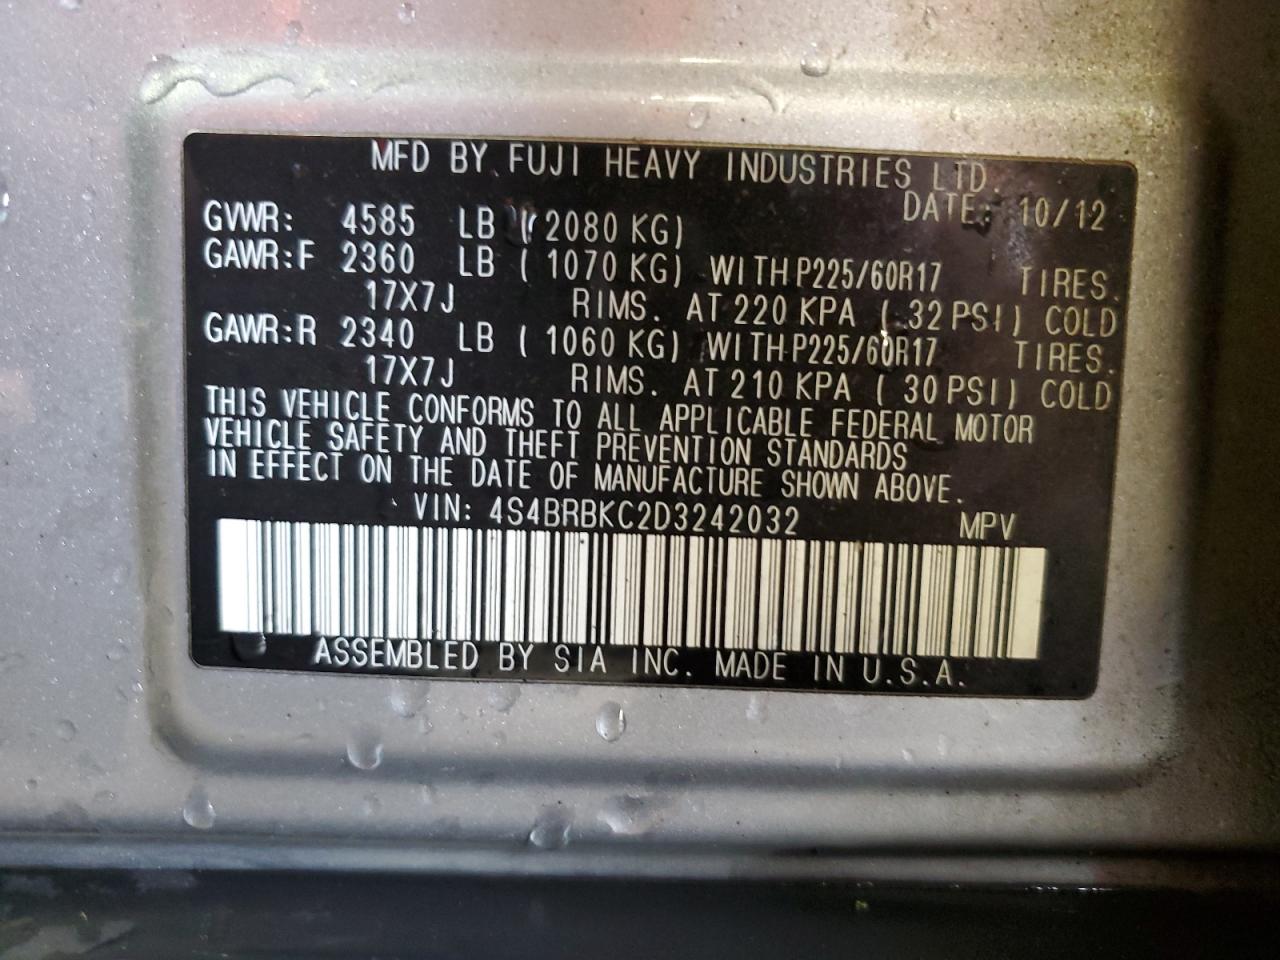 MFD BY FUJI HEAVY INDUSTRIES LTD.
DATE: 10/12
GVWR: 4585 LB ( 2080 KG)
GAWR:F 2360 LB ( 1070 KG) WITH P225/60R17 TIRES.
17X7J RIMS. AT 220 KPA ( 32 PSI) COLD
GAWR:R 2340 LB ( 1060 KG) WITH P225/60R17 TIRES.
17X7J RIMS. AT 210 KPA ( 30 PSI) COLD
THIS VEHICLE CONFORMS TO ALL APPLICABLE FEDERAL MOTOR
VEHICLE SAFETY AND THEFT PREVENTION STANDARDS
IN EFFECT ON THE DATE OF MANUFACTURE SHOWN ABOVE.
VIN: 4S4BRBKC2D3242032 MPV
ASSEMBLED BY SIA INC. MADE IN U.S.A.